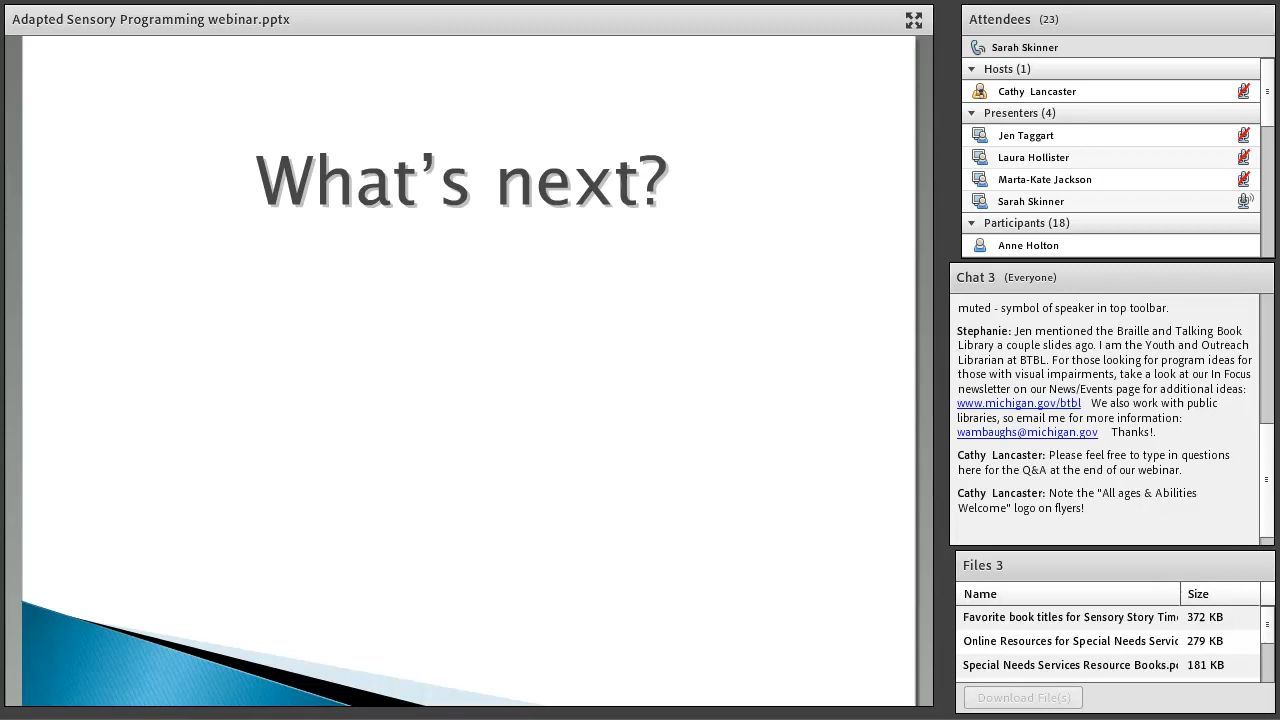 Adapted Sensory Programming webinar.pptx
What's next?
Attendees (23)
Sarah Skinner
Hosts (1)
Cathy Lancaster
Presenters (4)
Jen Taggart
Laura Hollister
Marta-Kate Jackson
Sarah Skinner
Participants (18)
Anne Holton
Chat 3 (Everyone)
muted - symbol of speaker in top toolbar.
Stephanie: Jen mentioned the Braille and Talking Book
Library a couple slides ago. I am the Youth and Outreach
Librarian at BTBL. For those looking for program ideas for
those with visual impairments, take a look at our In Focus
newsletter on our News/Events page for additional ideas:
www.michigan.gov/btbl We also work with public
libraries, so email me for more information:
wambaughs@michigan.gov Thanks!.
Cathy Lancaster: Please feel free to type in questions
here for the Q&A at the end of our webinar.
Cathy Lancaster: Note the "All ages & Abilities
Welcome" logo on flyers!
Files 3
Name Size
Favorite book titles for Sensory Story Tim 372 KB
Online Resources for Special Needs Servic 279 KB
Special Needs Services Resource Books.pd 181 KB
Download File(s)